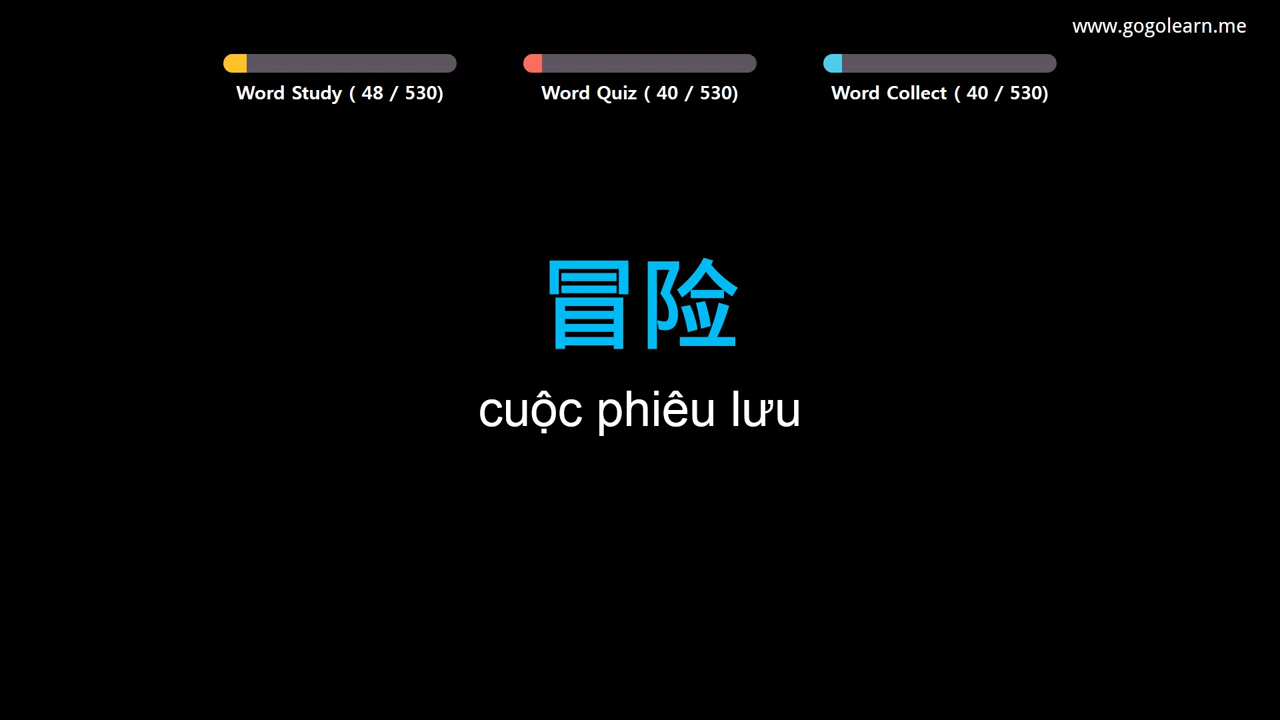 www.gogolearn.me
Word Study ( 48 / 530)
Word Quiz ( 40 / 530)
Word Collect ( 40 / 530)
冒险
cuộc phiêu lưu